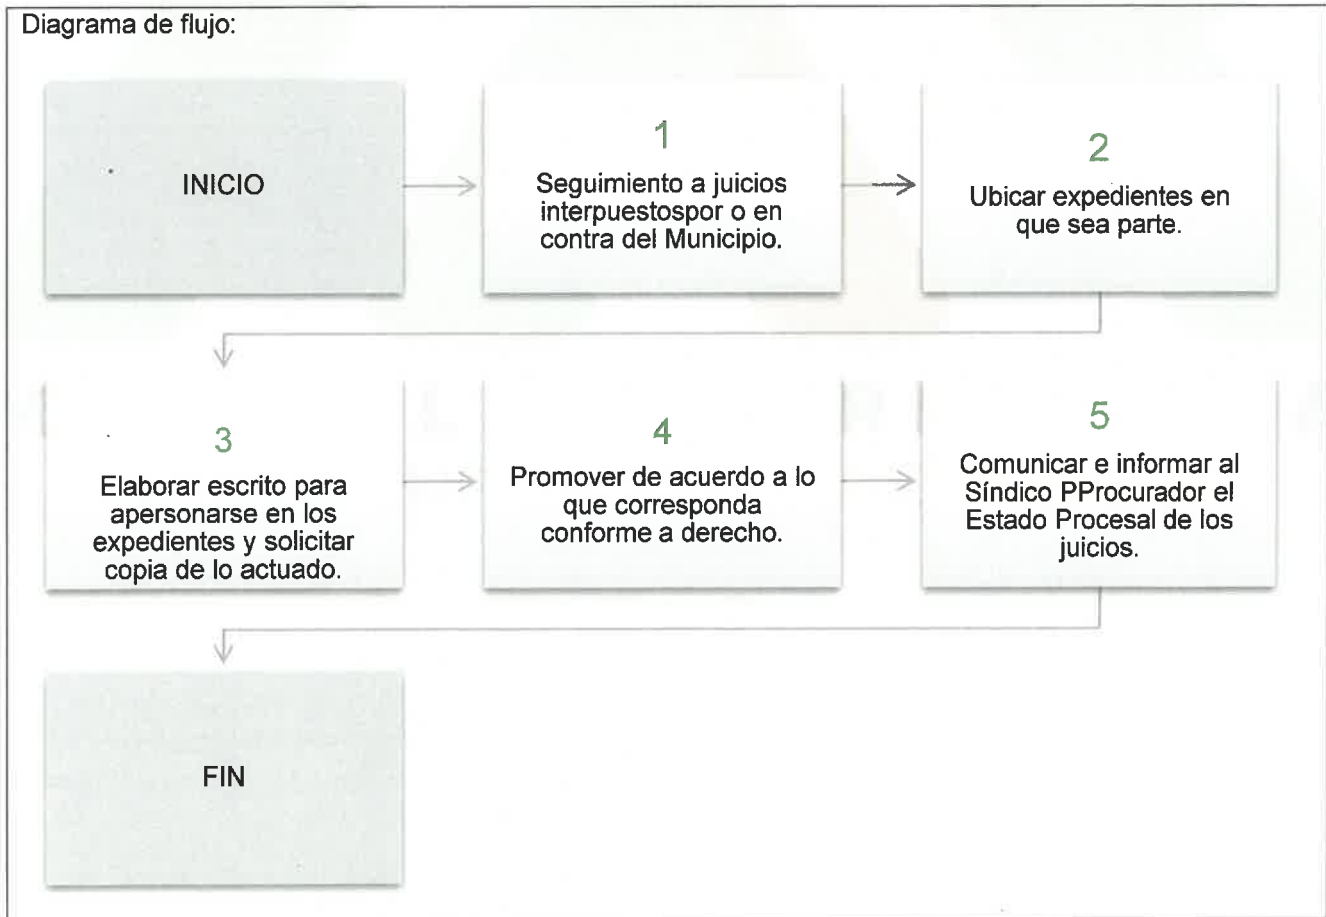 Diagrama de flujo:
INICIO
1
Seguimiento a juicios
interpuestospor o en
contra del Municipio.
2
Ubicar expedientes en
que sea parte.
3
Elaborar escrito para
apersonarse en los
expedientes y solicitar
copia de lo actuado.
4
Promover de acuerdo a lo
que corresponda
conforme a derecho.
5
Comunicar e informar al
Síndico PProcurador el
Estado Procesal de los
juicios.
FIN